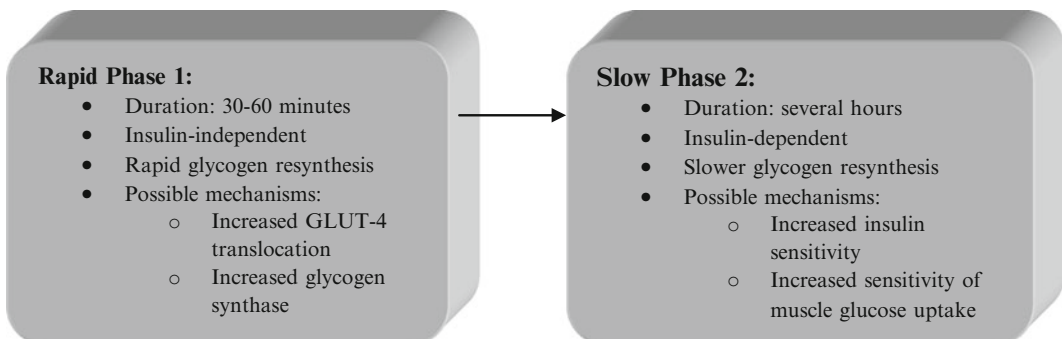 Rapid Phase 1:
• Duration: 30-60 minutes
• Insulin-independent
• Rapid glycogen resynthesis
• Possible mechanisms:
o Increased GLUT-4
translocation
o Increased glycogen
synthase
Slow Phase 2:
• Duration: several hours
• Insulin-dependent
• Slower glycogen resynthesis
• Possible mechanisms:
o Increased insulin
sensitivity
o Increased sensitivity of
muscle glucose uptake